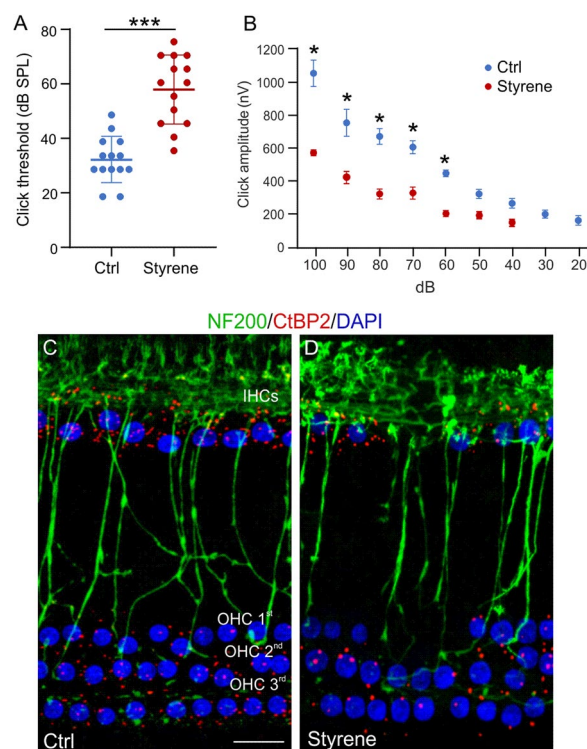 A
***
Click threshold (dB SPL)
80
60
40
20
0
Ctrl
Styrene
B
Click amplitude (nV)
1200
1000
800
600
400
200
0
*
*
*
*
*
Ctrl
Styrene
100 90 80 70 60 50 40 30 20
dB
NF200/CtBP2/DAPI
C
IHCs
OHC 1st
OHC 2nd
OHC 3rd
Ctrl
D
Styrene